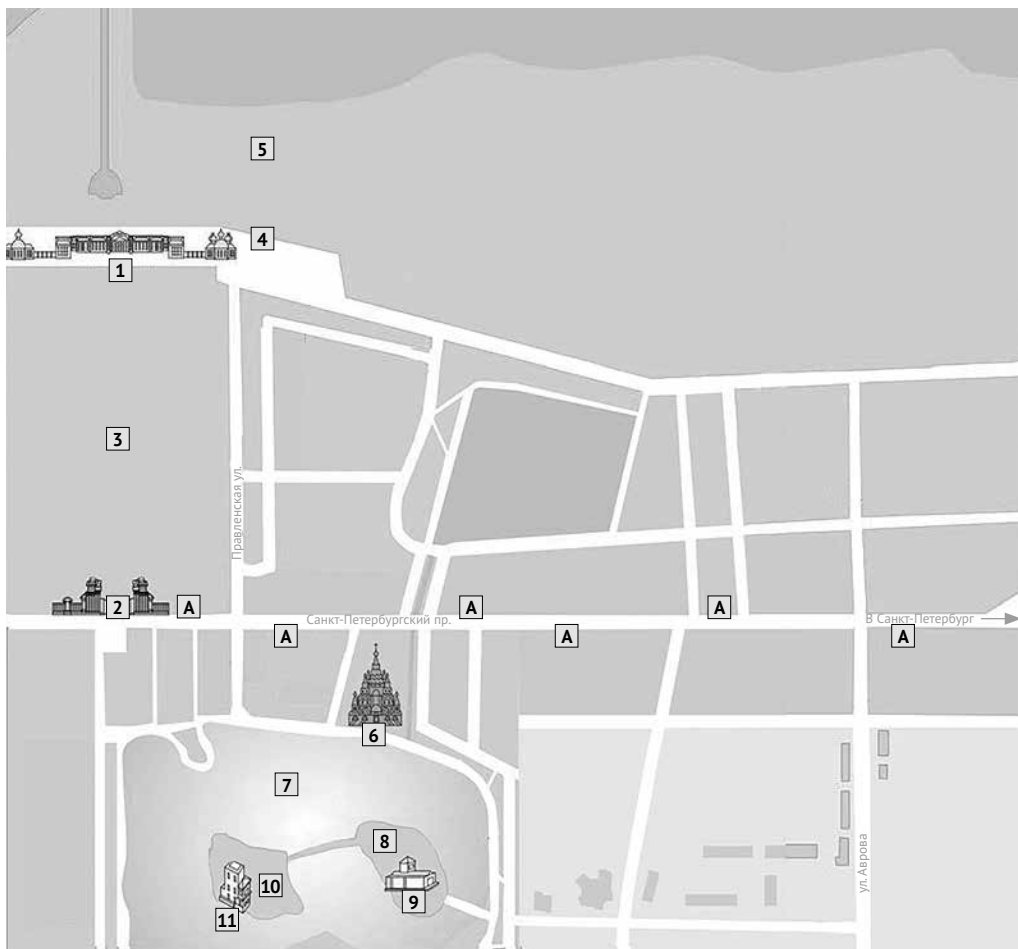 5
4
1
3
Правленская ул.
2
А
А
А
Санкт-Петербургский пр.
В Санкт-Петербург
А
А
А
6
7
8
ул. Аврова
10
9
11